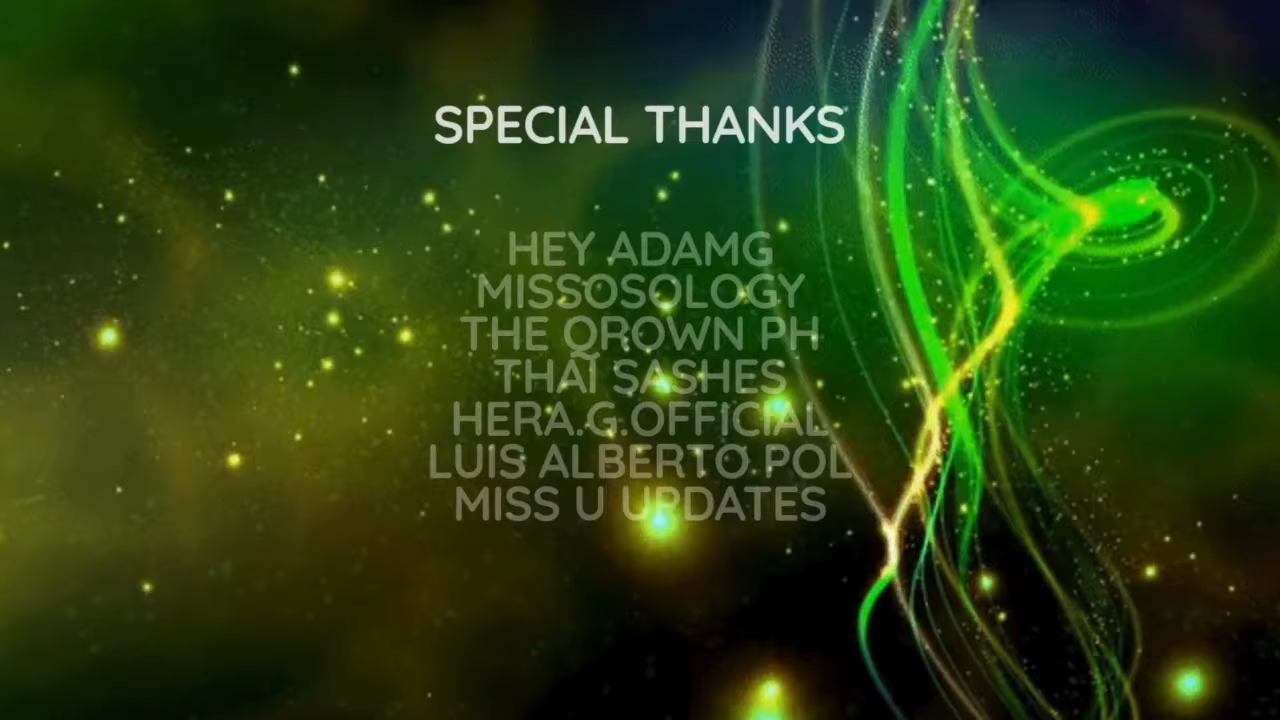 SPECIAL THANKS
HEY ADAMG
MISSOSOLOGY
THE QROWN PH
THAI SASHES
HERA.G.OFFICIAL
LUIS ALBERTO.POL
MISS U UPDATES